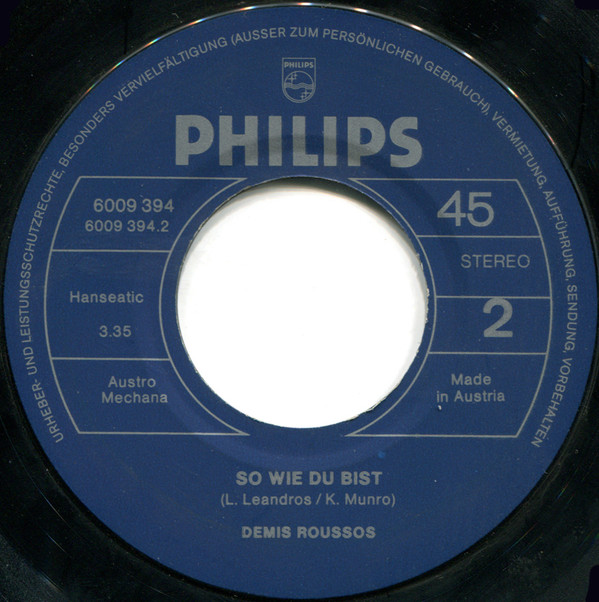 URHEBER- UND LEISTUNGSSCHUTZRECHTE, BESONDERS VERVIELFÄLTIGUNG (AUSSER ZUM PERSÖNLICHEN GEBRAUCH), VERMIETUNG, AUFFÜHRUNG, SENDUNG, VORBEHALTEN
PHILIPS
PHILIPS
6009 394
6009 394.2
45
STEREO
Hanseatic
3.35
2
Austro
Mechana
Made
in Austria
SO WIE DU BIST
(L. Leandros / K. Munro)
DEMIS ROUSSOS